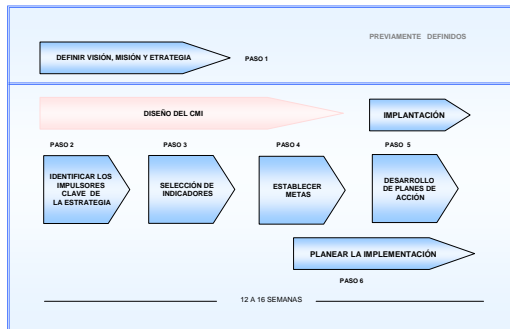 PREVIAMENTE DEFINIDOS
DEFINIR VISIÓN, MISIÓN Y ETRATEGIA
PASO 1
DISEÑO DEL CMI
IMPLANTACIÓN
PASO 2
PASO 3
PASO 4
PASO 5
IDENTIFICAR LOS
IMPULSORES
CLAVE DE
LA ESTRATEGIA
SELECCIÓN DE
INDICADORES
ESTABLECER
METAS
DESARROLLO
DE PLANES DE
ACCIÓN
PLANEAR LA IMPLEMENTACIÓN
PASO 6
12 A 16 SEMANAS